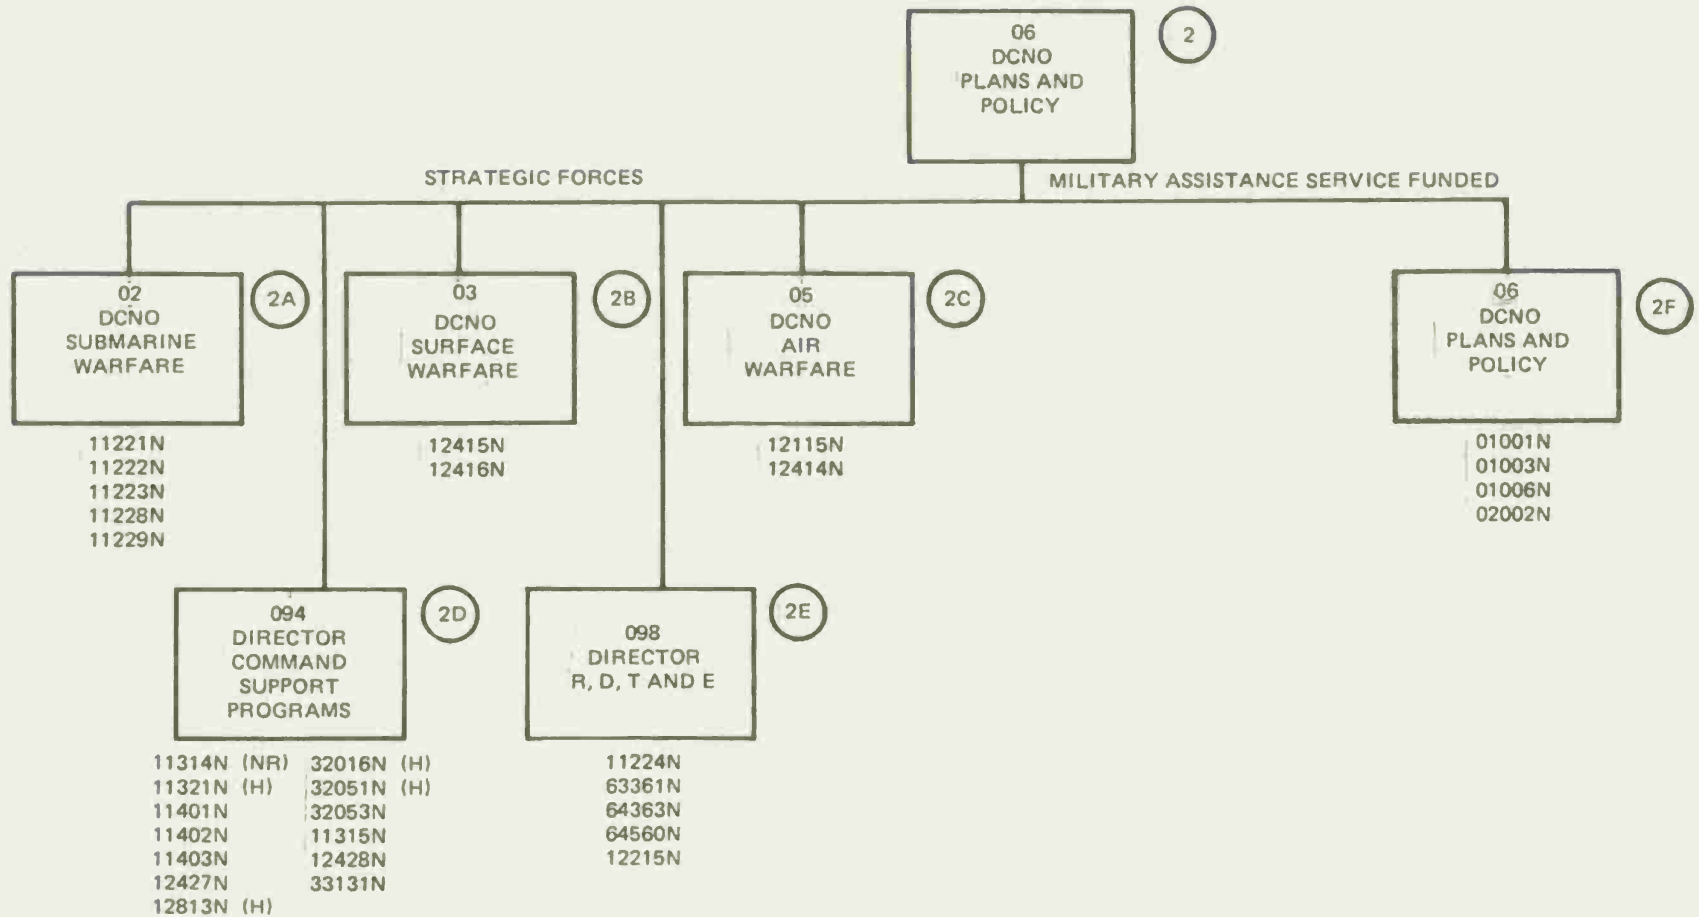 06
DCNO
PLANS AND
POLICY
2
STRATEGIC FORCES
MILITARY ASSISTANCE SERVICE FUNDED
02
DCNO
SUBMARINE
WARFARE
2A
11221N
11222N
11223N
11228N
11229N
03
DCNO
SURFACE
WARFARE
2B
12415N
12416N
05
DCNO
AIR
WARFARE
2C
12115N
12414N
06
DCNO
PLANS AND
POLICY
2F
01001N
01003N
01006N
02002N
094
DIRECTOR
COMMAND
SUPPORT
PROGRAMS
2D
11314N (NR) 32016N (H)
11321N (H) 32051N (H)
11401N 32053N
11402N 11315N
11403N 12428N
12427N 33131N
12813N (H)
098
DIRECTOR
R, D, T AND E
2E
11224N
63361N
64363N
64560N
12215N